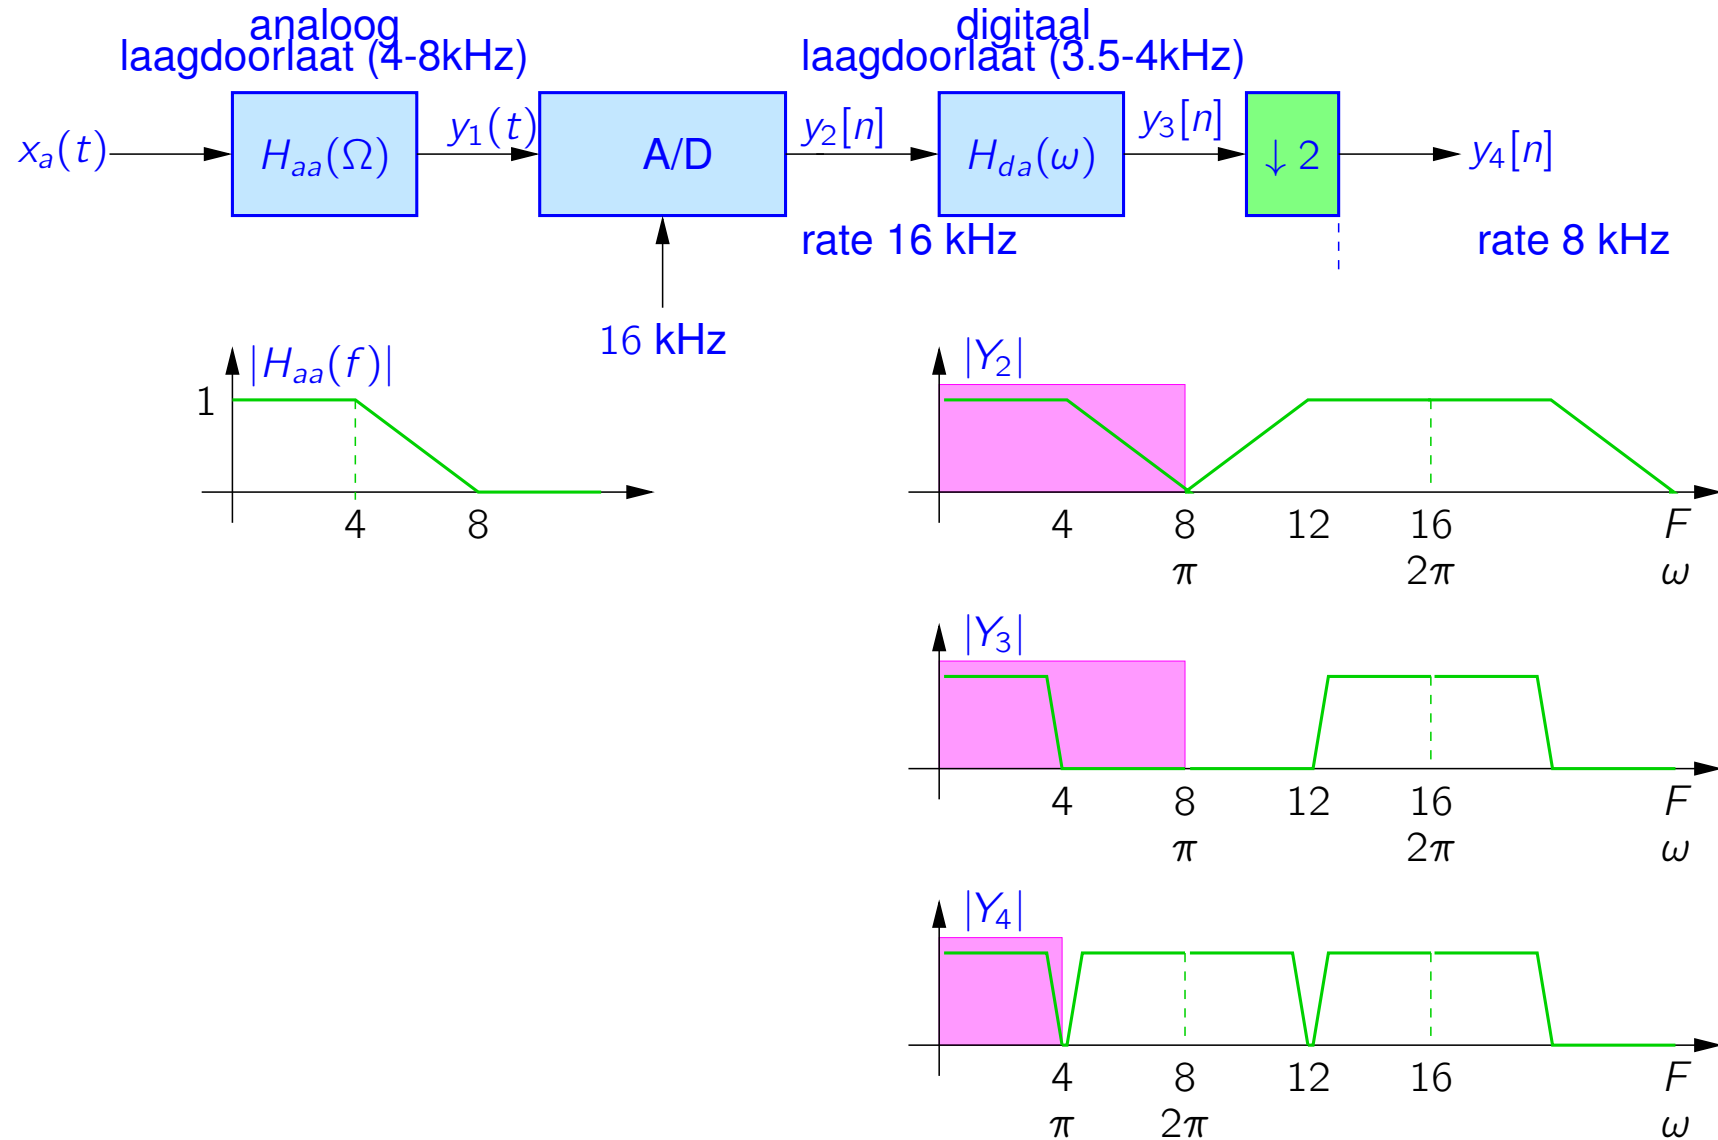 analoog
laagdoorlaat (4-8kHz)
digitaal
laagdoorlaat (3.5-4kHz)
xₐ(t)
Hₐₐ(Ω)
y₁(t)
A/D
y₂[n]
H_{da}(ω)
y₃[n]
↓ 2
y₄[n]
rate 16 kHz
rate 8 kHz
16 kHz
|Hₐₐ(f)|
1
4 8
|Y₂|
4 8 12 16 F
π 2π ω
|Y₃|
4 8 12 16 F
π 2π ω
|Y₄|
4 8 12 16 F
π 2π ω